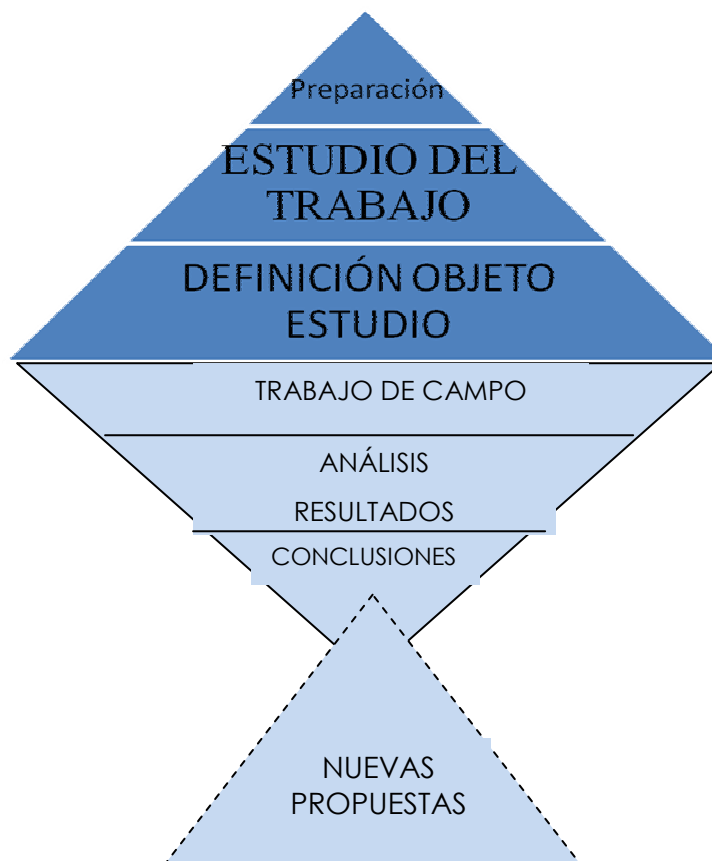 Preparación
ESTUDIO DEL
TRABAJO
DEFINICIÓN OBJETO
ESTUDIO
TRABAJO DE CAMPO
ANÁLISIS
RESULTADOS
CONCLUSIONES
NUEVAS
PROPUESTAS